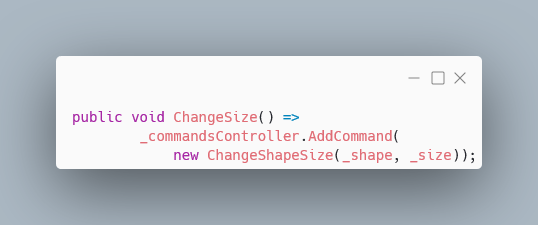 public void ChangeSize() =>
        _commandsController.AddCommand(
            new ChangeShapeSize(_shape, _size));